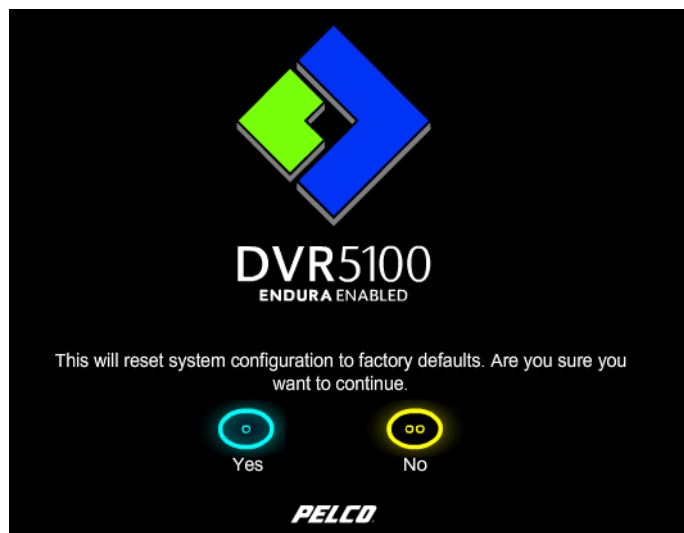 DVR5100
ENDURA ENABLED
This will reset system configuration to factory defaults. Are you sure you
want to continue.
Yes
No
PELCO